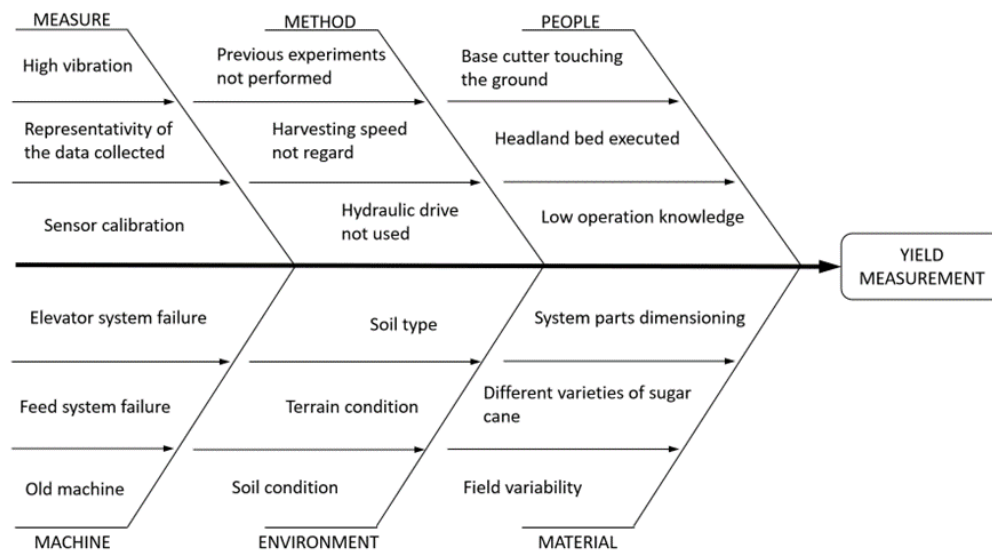 MEASURE
METHOD
PEOPLE
High vibration
Previous experiments
not performed
Base cutter touching
the ground
Representativity of
the data collected
Harvesting speed
not regard
Headland bed executed
Sensor calibration
Hydraulic drive
not used
Low operation knowledge
YIELD
MEASUREMENT
Elevator system failure
Soil type
System parts dimensioning
Feed system failure
Terrain condition
Different varieties of sugar
cane
Old machine
Soil condition
Field variability
MACHINE
ENVIRONMENT
MATERIAL